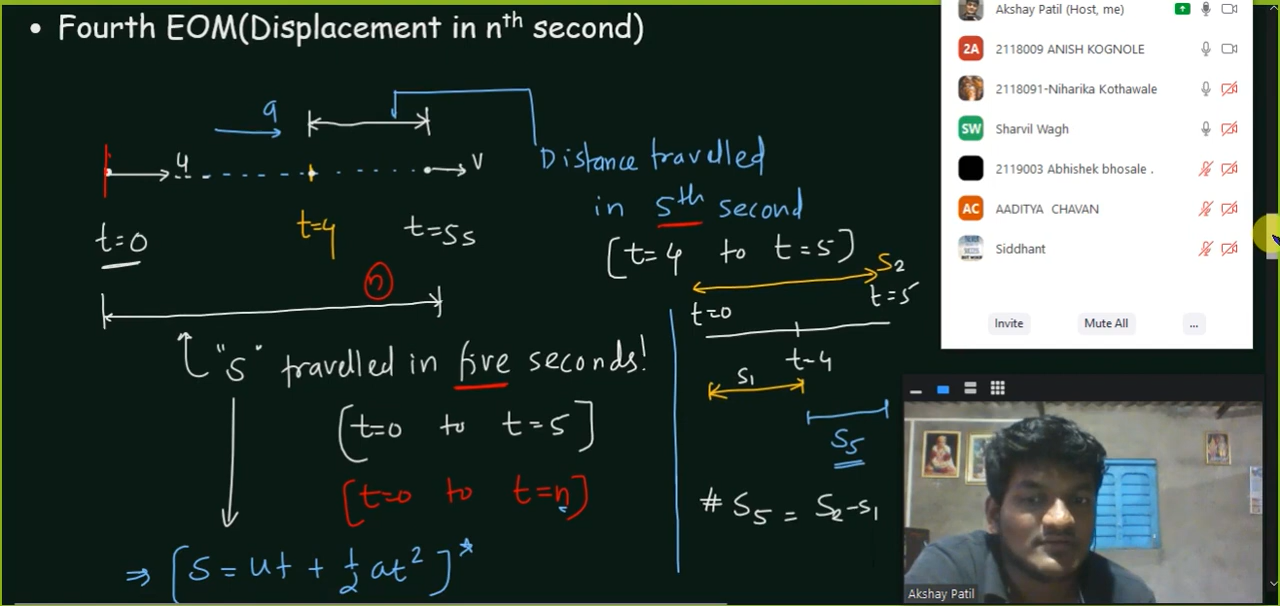 • Fourth EOM(Displacement in nth second)
a
u
v
t=0
t=4
t=5s
Distance travelled
in 5th second
[t=4 to t=5]
n
"S" travelled in five seconds!
[t=0 to t=5]
[t=0 to t=n]
⇒ [S = ut + 1/2 at²]*
S2
t=0
t=5
t=4
S1
S5
# S5 = S2-S1
Akshay Patil (Host, me)
2A 2118009 ANISH KOGNOLE
2118091-Niharika Kothawale
SW Sharvil Wagh
2119003 Abhishek bhosale .
AC AADITYA CHAVAN
Siddhant
Invite Mute All ...
Akshay Patil